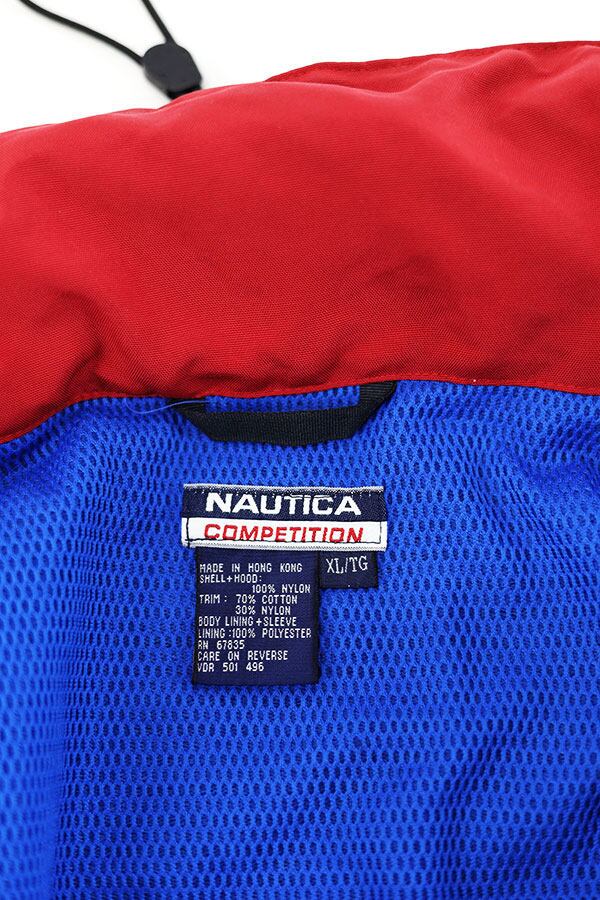 NAUTICA
COMPETITION
XL/TG
MADE IN HONG KONG
SHELL+HOOD:
100% NYLON
TRIM: 70% COTTON
30% NYLON
BODY LINING+SLEEVE
LINING:100% POLYESTER
RN 67835
CARE ON REVERSE
VDR 501 496